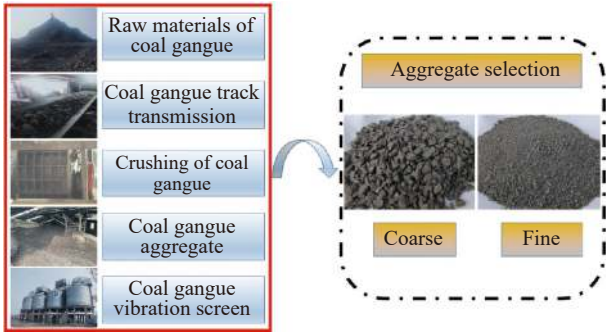 Raw materials of
coal gangue
Coal gangue track
transmission
Crushing of coal
gangue
Coal gangue
aggregate
Coal gangue
vibration screen
Aggregate selection
Coarse
Fine